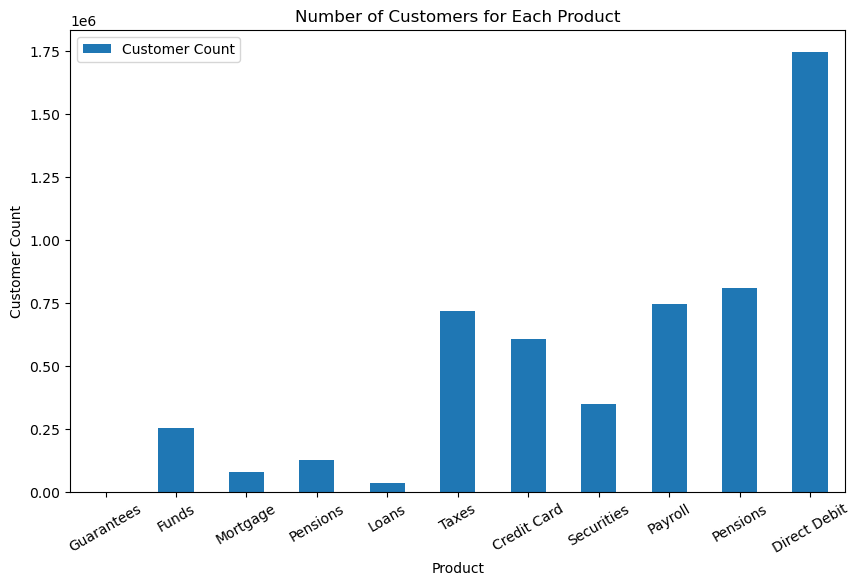 Number of Customers for Each Product
1e6
Customer Count
1.75
1.50
1.25
1.00
0.75
0.50
0.25
0.00
Customer Count
Guarantees
Funds
Mortgage
Pensions
Loans
Taxes
Credit Card
Securities
Payroll
Pensions
Direct Debit
Product